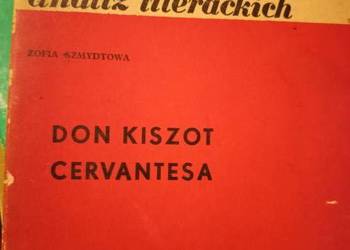 analiz literackich
ZOFIA SZMYDTOWA
DON KISZOT
CERVANTESA